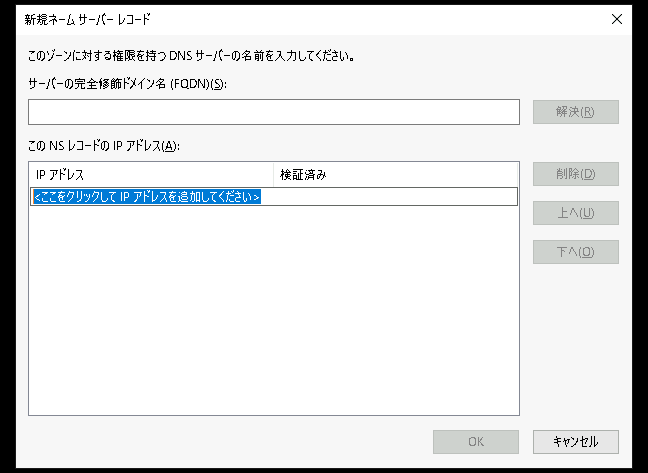 新規ネーム サーバー レコード
このゾーンに対する権限を持つ DNS サーバーの名前を入力してください。
サーバーの完全修飾ドメイン名 (FQDN)(S):
解決(R)
この NS レコードの IP アドレス(A):
IP アドレス 検証済み
削除(D)
<ここをクリックして IP アドレスを追加してください>
上へ(U)
下へ(O)
OK キャンセル